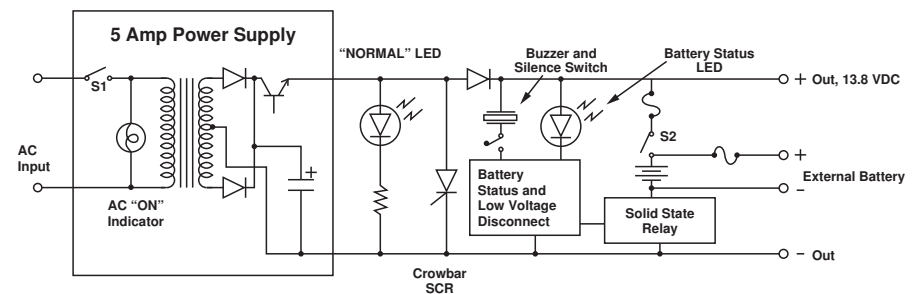 5 Amp Power Supply
"NORMAL" LED
Buzzer and
Silence Switch
Battery Status
LED
S1
+ Out, 13.8 VDC
AC
Input
+
S2
+
External Battery
–
AC "ON"
Indicator
Battery
Status and
Low Voltage
Disconnect
Solid State
Relay
– Out
Crowbar
SCR